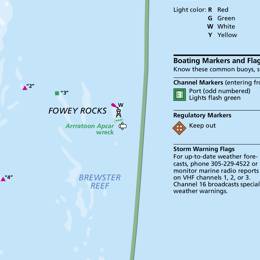 Light color: R Red
G Green
W White
Y Yellow
Boating Markers and Flag
Know these common buoys, s
Channel Markers (entering fro
3
Port (odd numbered)
Lights flash green
Regulatory Markers
Keep out
Storm Warning Flags
For up-to-date weather fore-
casts, phone 305-229-4522 or
monitor marine radio reports
on VHF channels 1, 2, or 3.
Channel 16 broadcasts special
weather warnings.
"2"
"3"
W
FOWEY ROCKS
Arratoon Apcar
wreck
BREWSTER
REEF
"4"